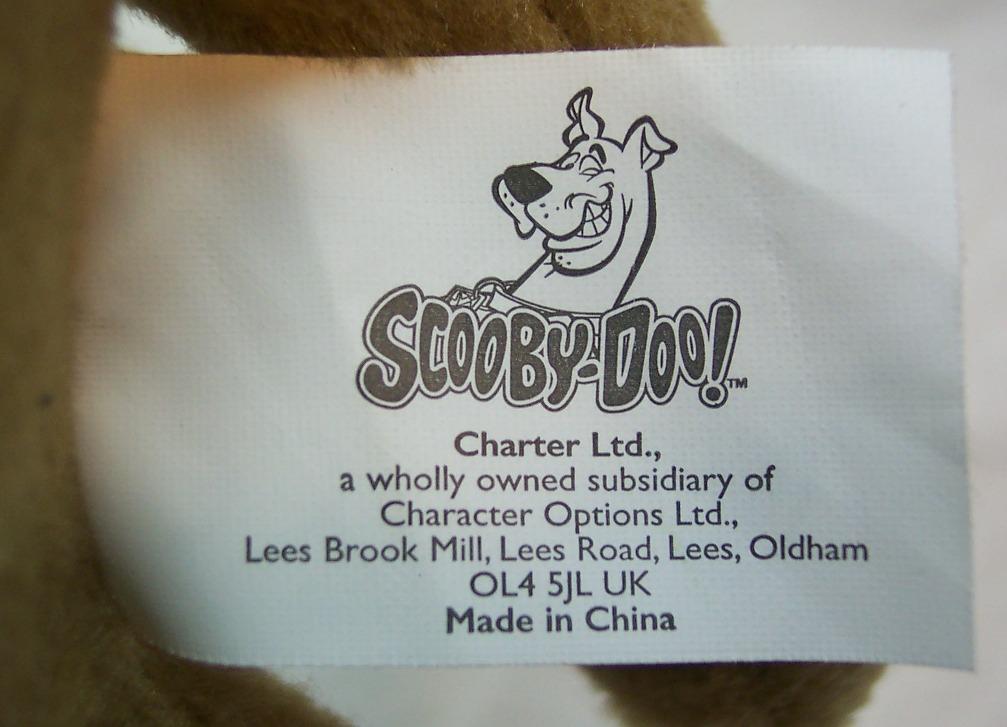 SCOOBY-DOO!™
Charter Ltd.,
a wholly owned subsidiary of
Character Options Ltd.,
Lees Brook Mill, Lees Road, Lees, Oldham
OL4 5JL UK
Made in China